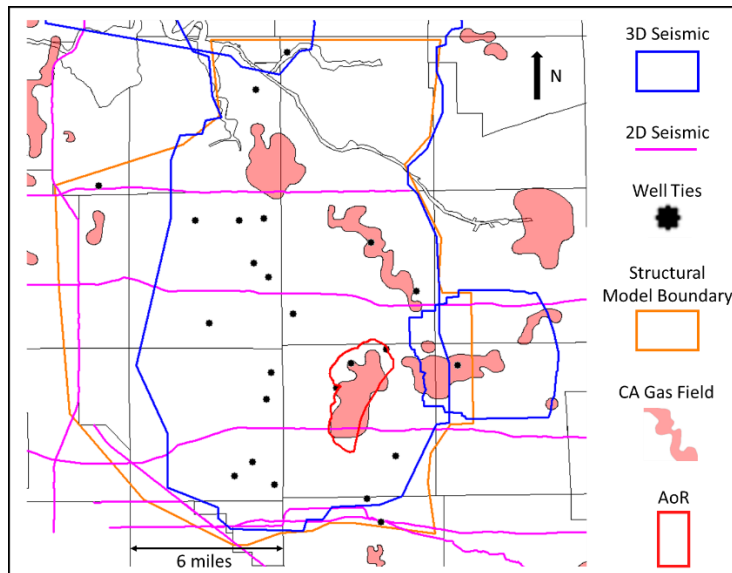 3D Seismic
N
2D Seismic
Well Ties
Structural
Model Boundary
CA Gas Field
AoR
6 miles